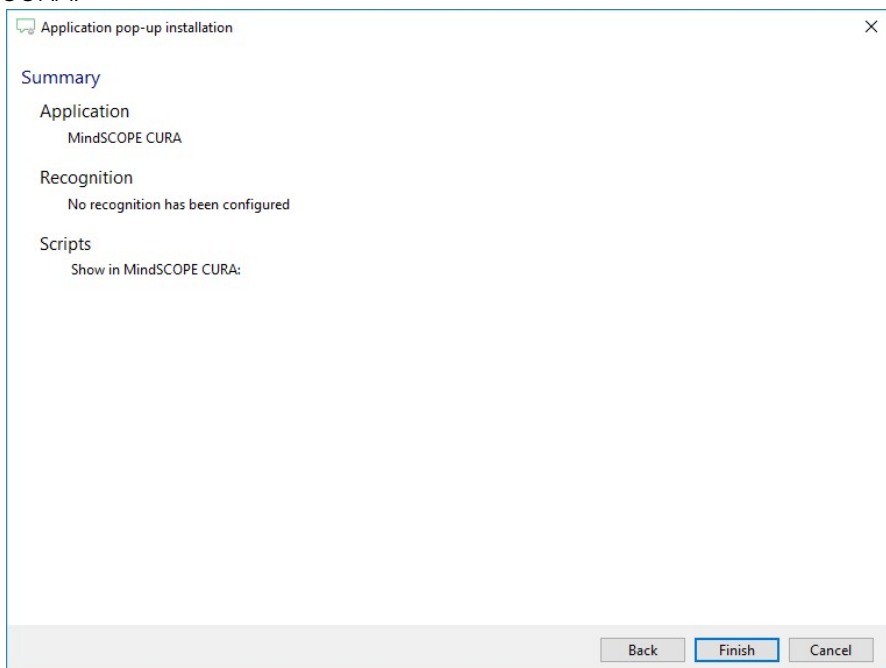 Application pop-up installation
Summary
Application
MindSCOPE CURA
Recognition
No recognition has been configured
Scripts
Show in MindSCOPE CURA:
Back Finish Cancel